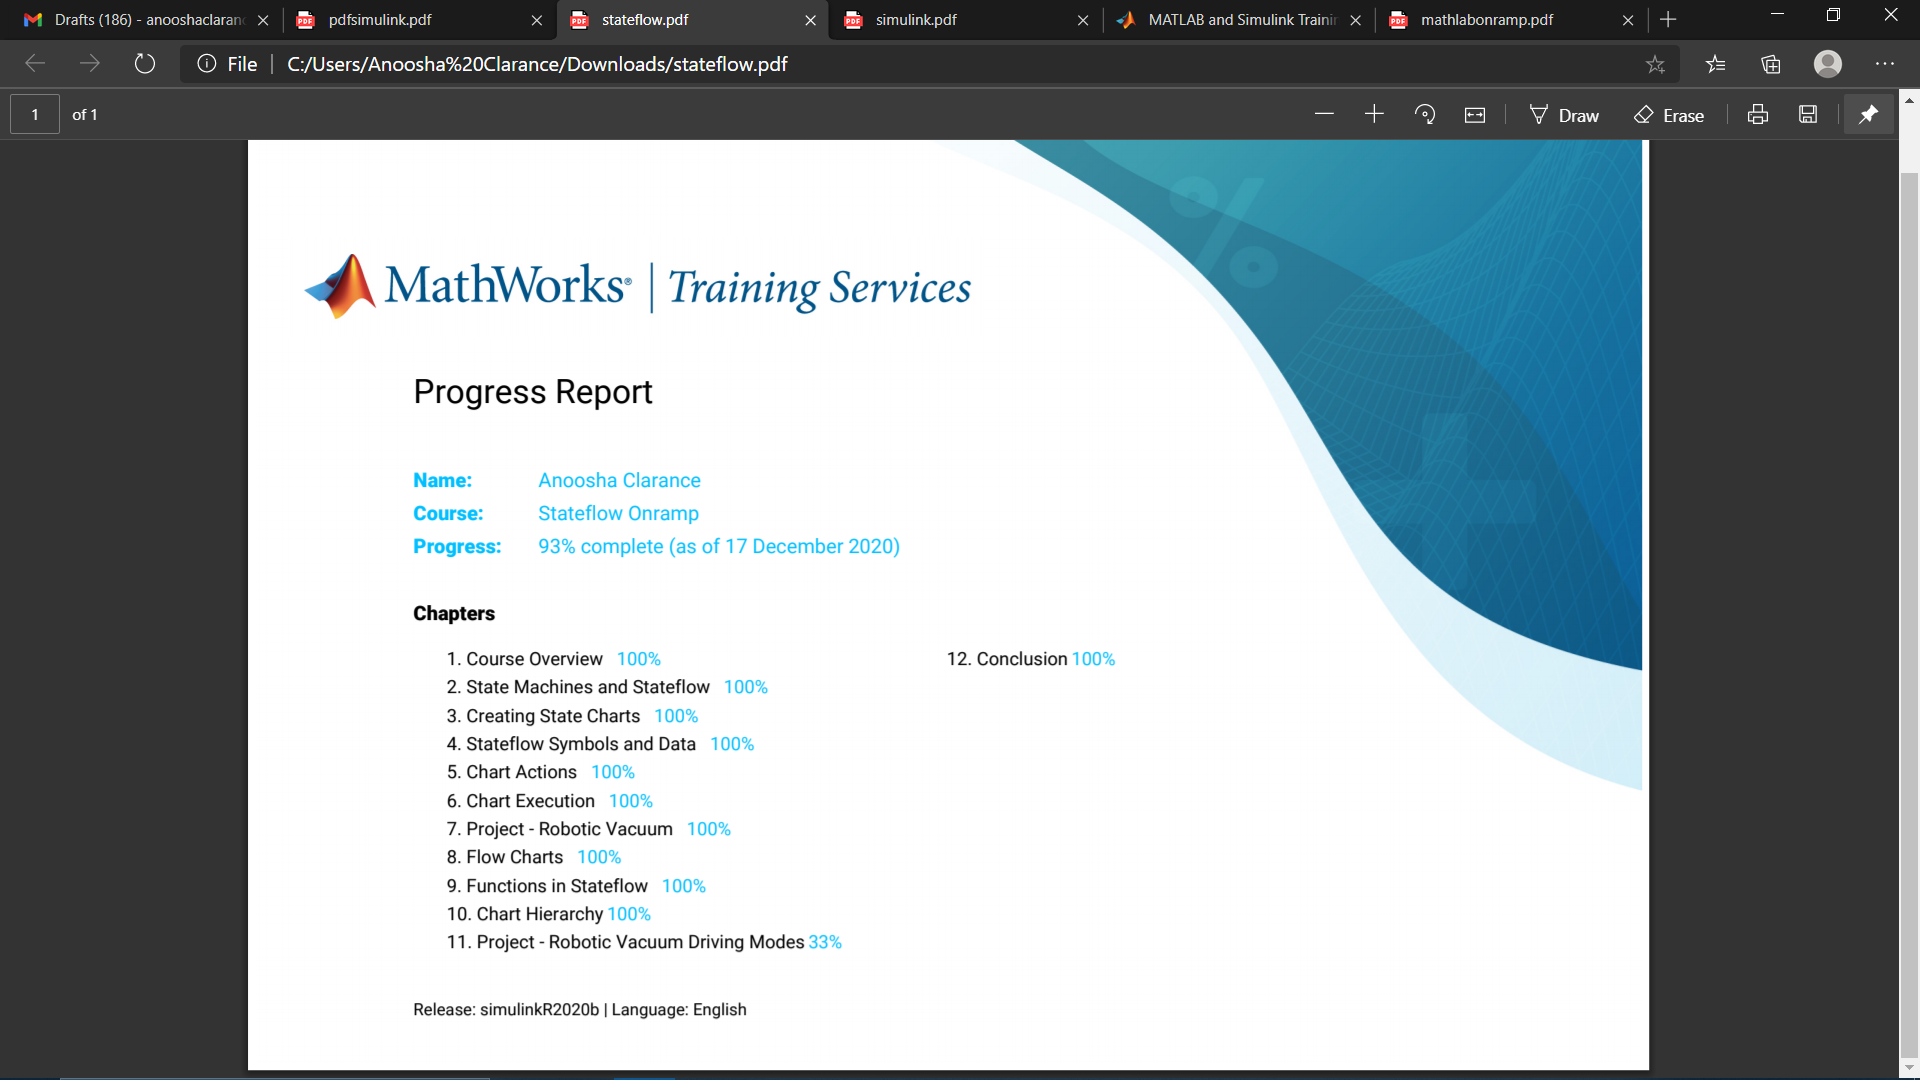 Drafts (186) - anooshaclaran
pdfsimulink.pdf
stateflow.pdf
simulink.pdf
MATLAB and Simulink Trainin
mathlabonramp.pdf
File
C:/Users/Anoosha%20Clarance/Downloads/stateflow.pdf
1 of 1
Draw
Erase
MathWorks® | Training Services
Progress Report
Name: Anoosha Clarance
Course: Stateflow Onramp
Progress: 93% complete (as of 17 December 2020)
Chapters
1. Course Overview 100%
2. State Machines and Stateflow 100%
3. Creating State Charts 100%
4. Stateflow Symbols and Data 100%
5. Chart Actions 100%
6. Chart Execution 100%
7. Project - Robotic Vacuum 100%
8. Flow Charts 100%
9. Functions in Stateflow 100%
10. Chart Hierarchy 100%
11. Project - Robotic Vacuum Driving Modes 33%
12. Conclusion 100%
Release: simulinkR2020b | Language: English